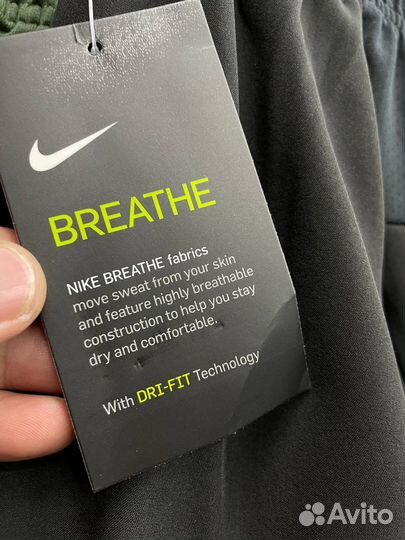 BREATHE
NIKE BREATHE fabrics
move sweat from your skin
and feature highly breathable
construction to help you stay
dry and comfortable.
With DRI-FIT Technology
Avito